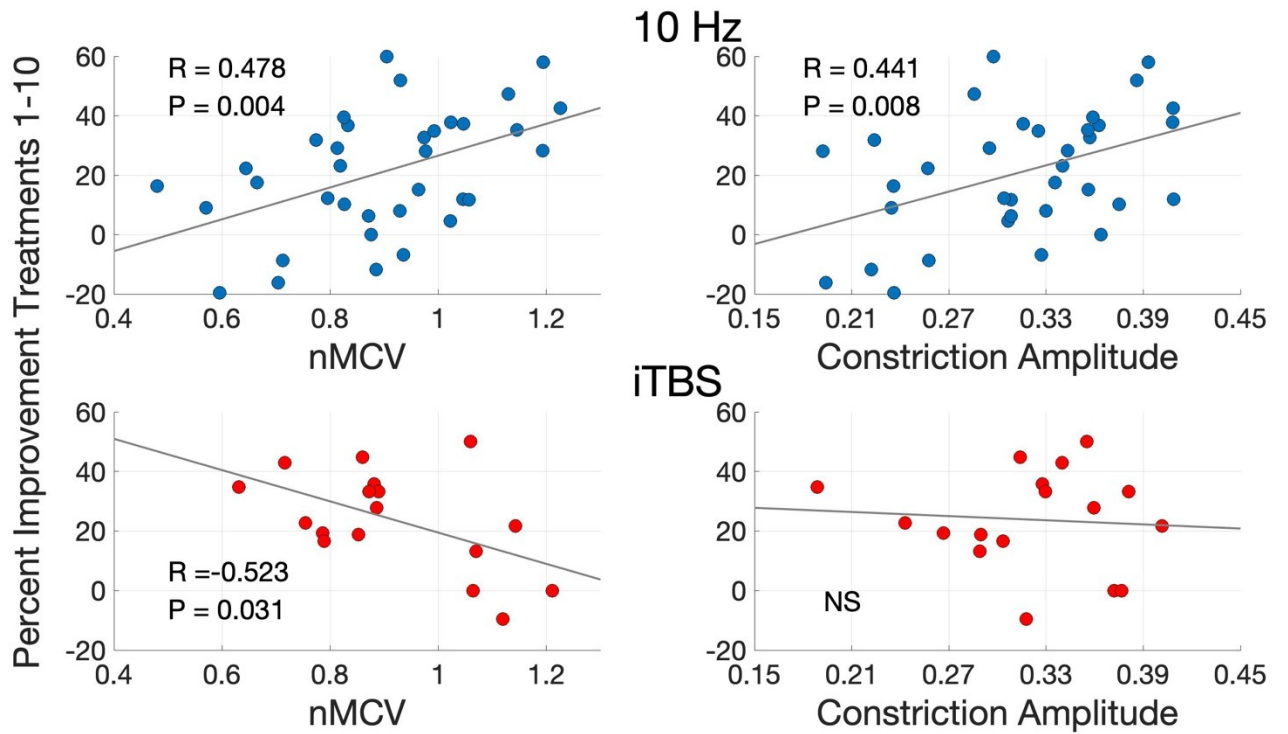 Percent Improvement Treatments 1-10
10 Hz
60
40
20
0
-20
R = 0.478
P = 0.004
0.4 0.6 0.8 1 1.2
nMCV
60
40
20
0
-20
R = 0.441
P = 0.008
0.15 0.21 0.27 0.33 0.39 0.45
Constriction Amplitude
iTBS
60
40
20
0
-20
R =-0.523
P = 0.031
0.4 0.6 0.8 1 1.2
nMCV
60
40
20
0
-20
NS
0.15 0.21 0.27 0.33 0.39 0.45
Constriction Amplitude